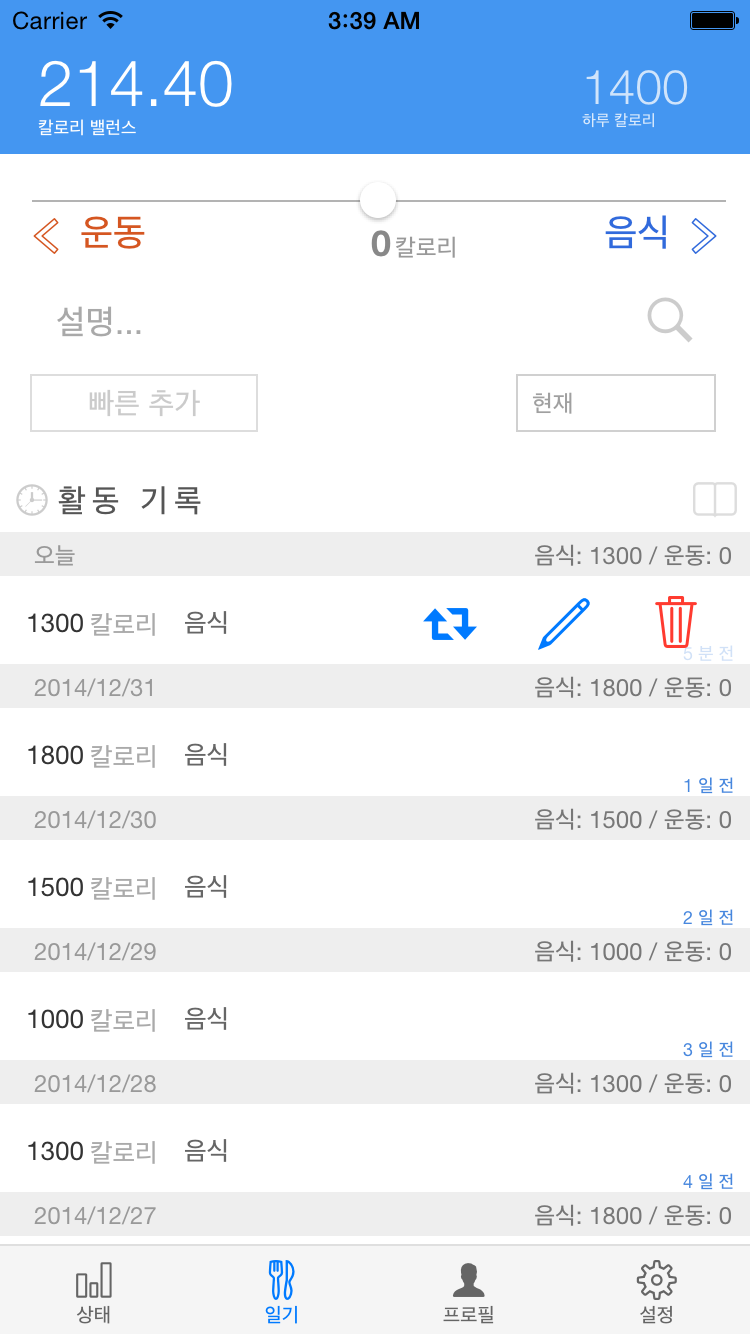 Carrier 3:39 AM
214.40 1400
칼로리 밸런스 하루 칼로리
운동 0 칼로리 음식
설명...
빠른 추가 현재
활동 기록
오늘 음식: 1300 / 운동: 0
1300 칼로리 음식
5 분 전
2014/12/31 음식: 1800 / 운동: 0
1800 칼로리 음식
1 일 전
2014/12/30 음식: 1500 / 운동: 0
1500 칼로리 음식
2 일 전
2014/12/29 음식: 1000 / 운동: 0
1000 칼로리 음식
3 일 전
2014/12/28 음식: 1300 / 운동: 0
1300 칼로리 음식
4 일 전
2014/12/27 음식: 1800 / 운동: 0
상태 일기 프로필 설정